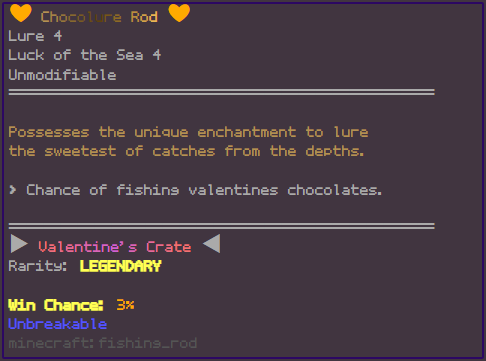 🧡 Chocolure Rod 🧡
Lure 4
Luck of the Sea 4
Unmodifiable
Possesses the unique enchantment to lure
the sweetest of catches from the depths.
> Chance of fishing valentines chocolates.
▶ Valentine's Crate ◀
Rarity: LEGENDARY
Win Chance: 3%
Unbreakable
minecraft:fishing_rod